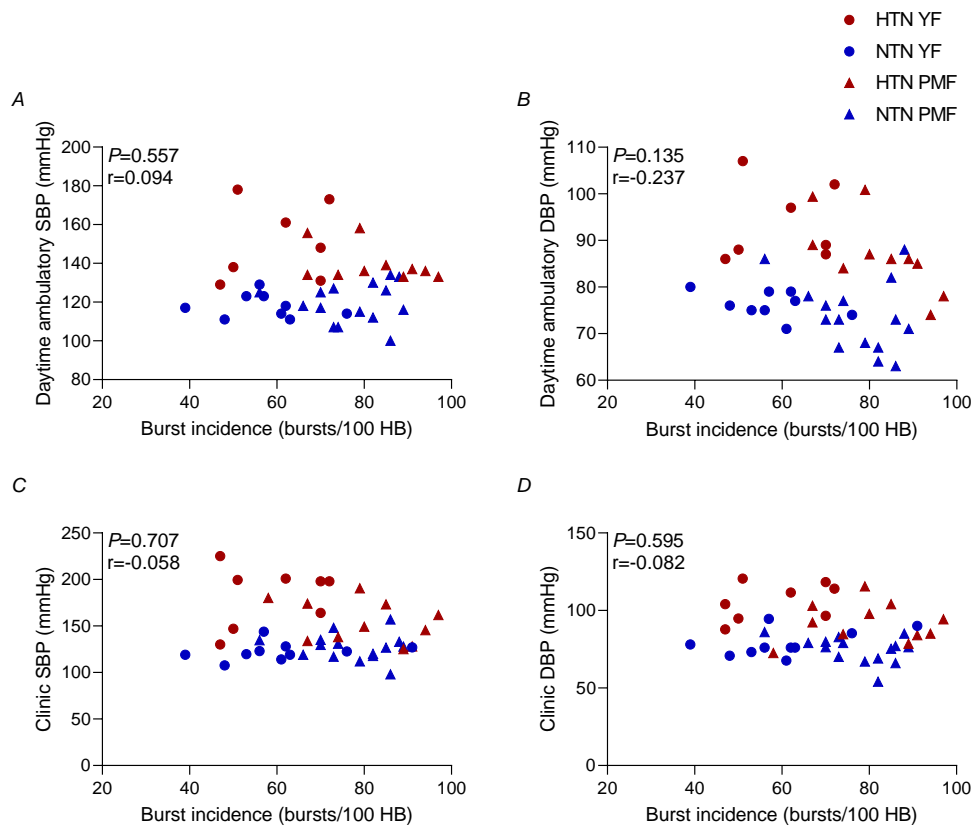 HTN YF
NTN YF
HTN PMF
NTN PMF
A
Daytime ambulatory SBP (mmHg)
200
180
160
140
120
100
80
P=0.557
r=0.094
20 40 60 80 100
Burst incidence (bursts/100 HB)
B
Daytime ambulatory DBP (mmHg)
110
100
90
80
70
60
P=0.135
r=-0.237
20 40 60 80 100
Burst incidence (bursts/100 HB)
C
Clinic SBP (mmHg)
250
200
150
100
50
0
P=0.707
r=-0.058
20 40 60 80 100
Burst incidence (bursts/100 HB)
D
Clinic DBP (mmHg)
150
100
50
0
P=0.595
r=-0.082
20 40 60 80 100
Burst incidence (bursts/100 HB)